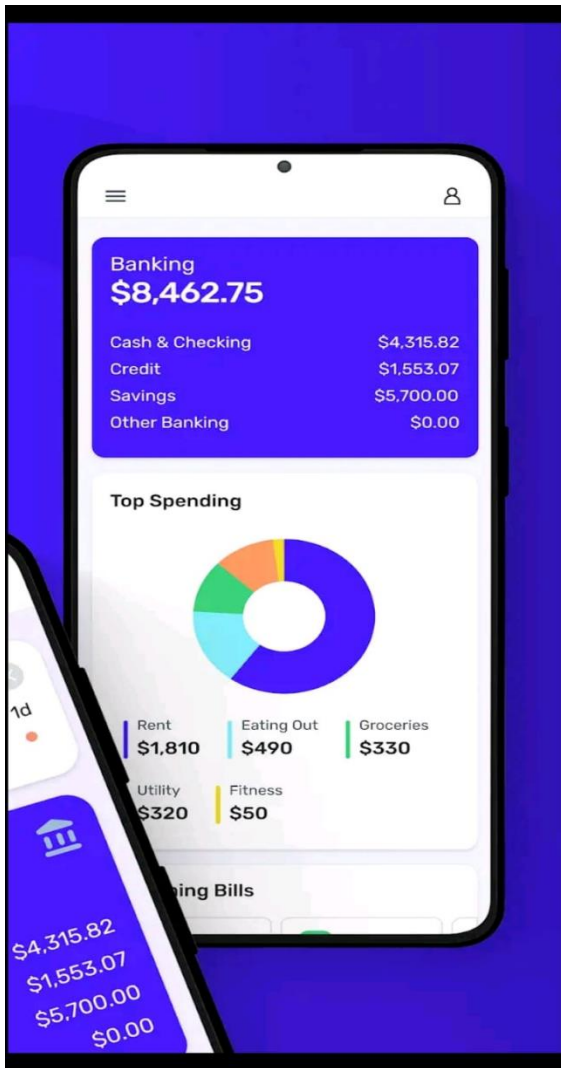 Banking
$8,462.75
Cash & Checking $4,315.82
Credit $1,553.07
Savings $5,700.00
Other Banking $0.00
Top Spending
Rent Eating Out Groceries
$1,810 $490 $330
Utility Fitness
$320 $50
Bills
1d
$4,315.82
$1,553.07
$5,700.00
$0.00